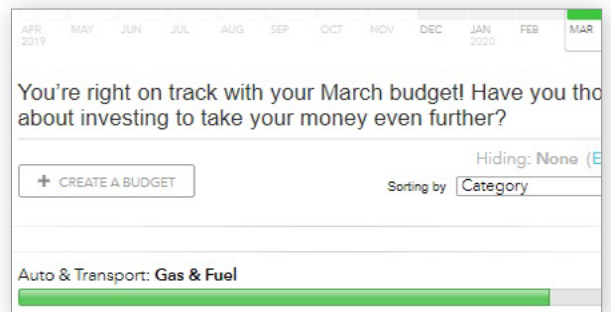 APR MAY JUN JUL AUG SEP OCT NOV DEC JAN FEB MAR
2019 2020
You're right on track with your March budget! Have you tho
about investing to take your money even further?
Hiding: None (E
+ CREATE A BUDGET
Sorting by Category
Auto & Transport: Gas & Fuel